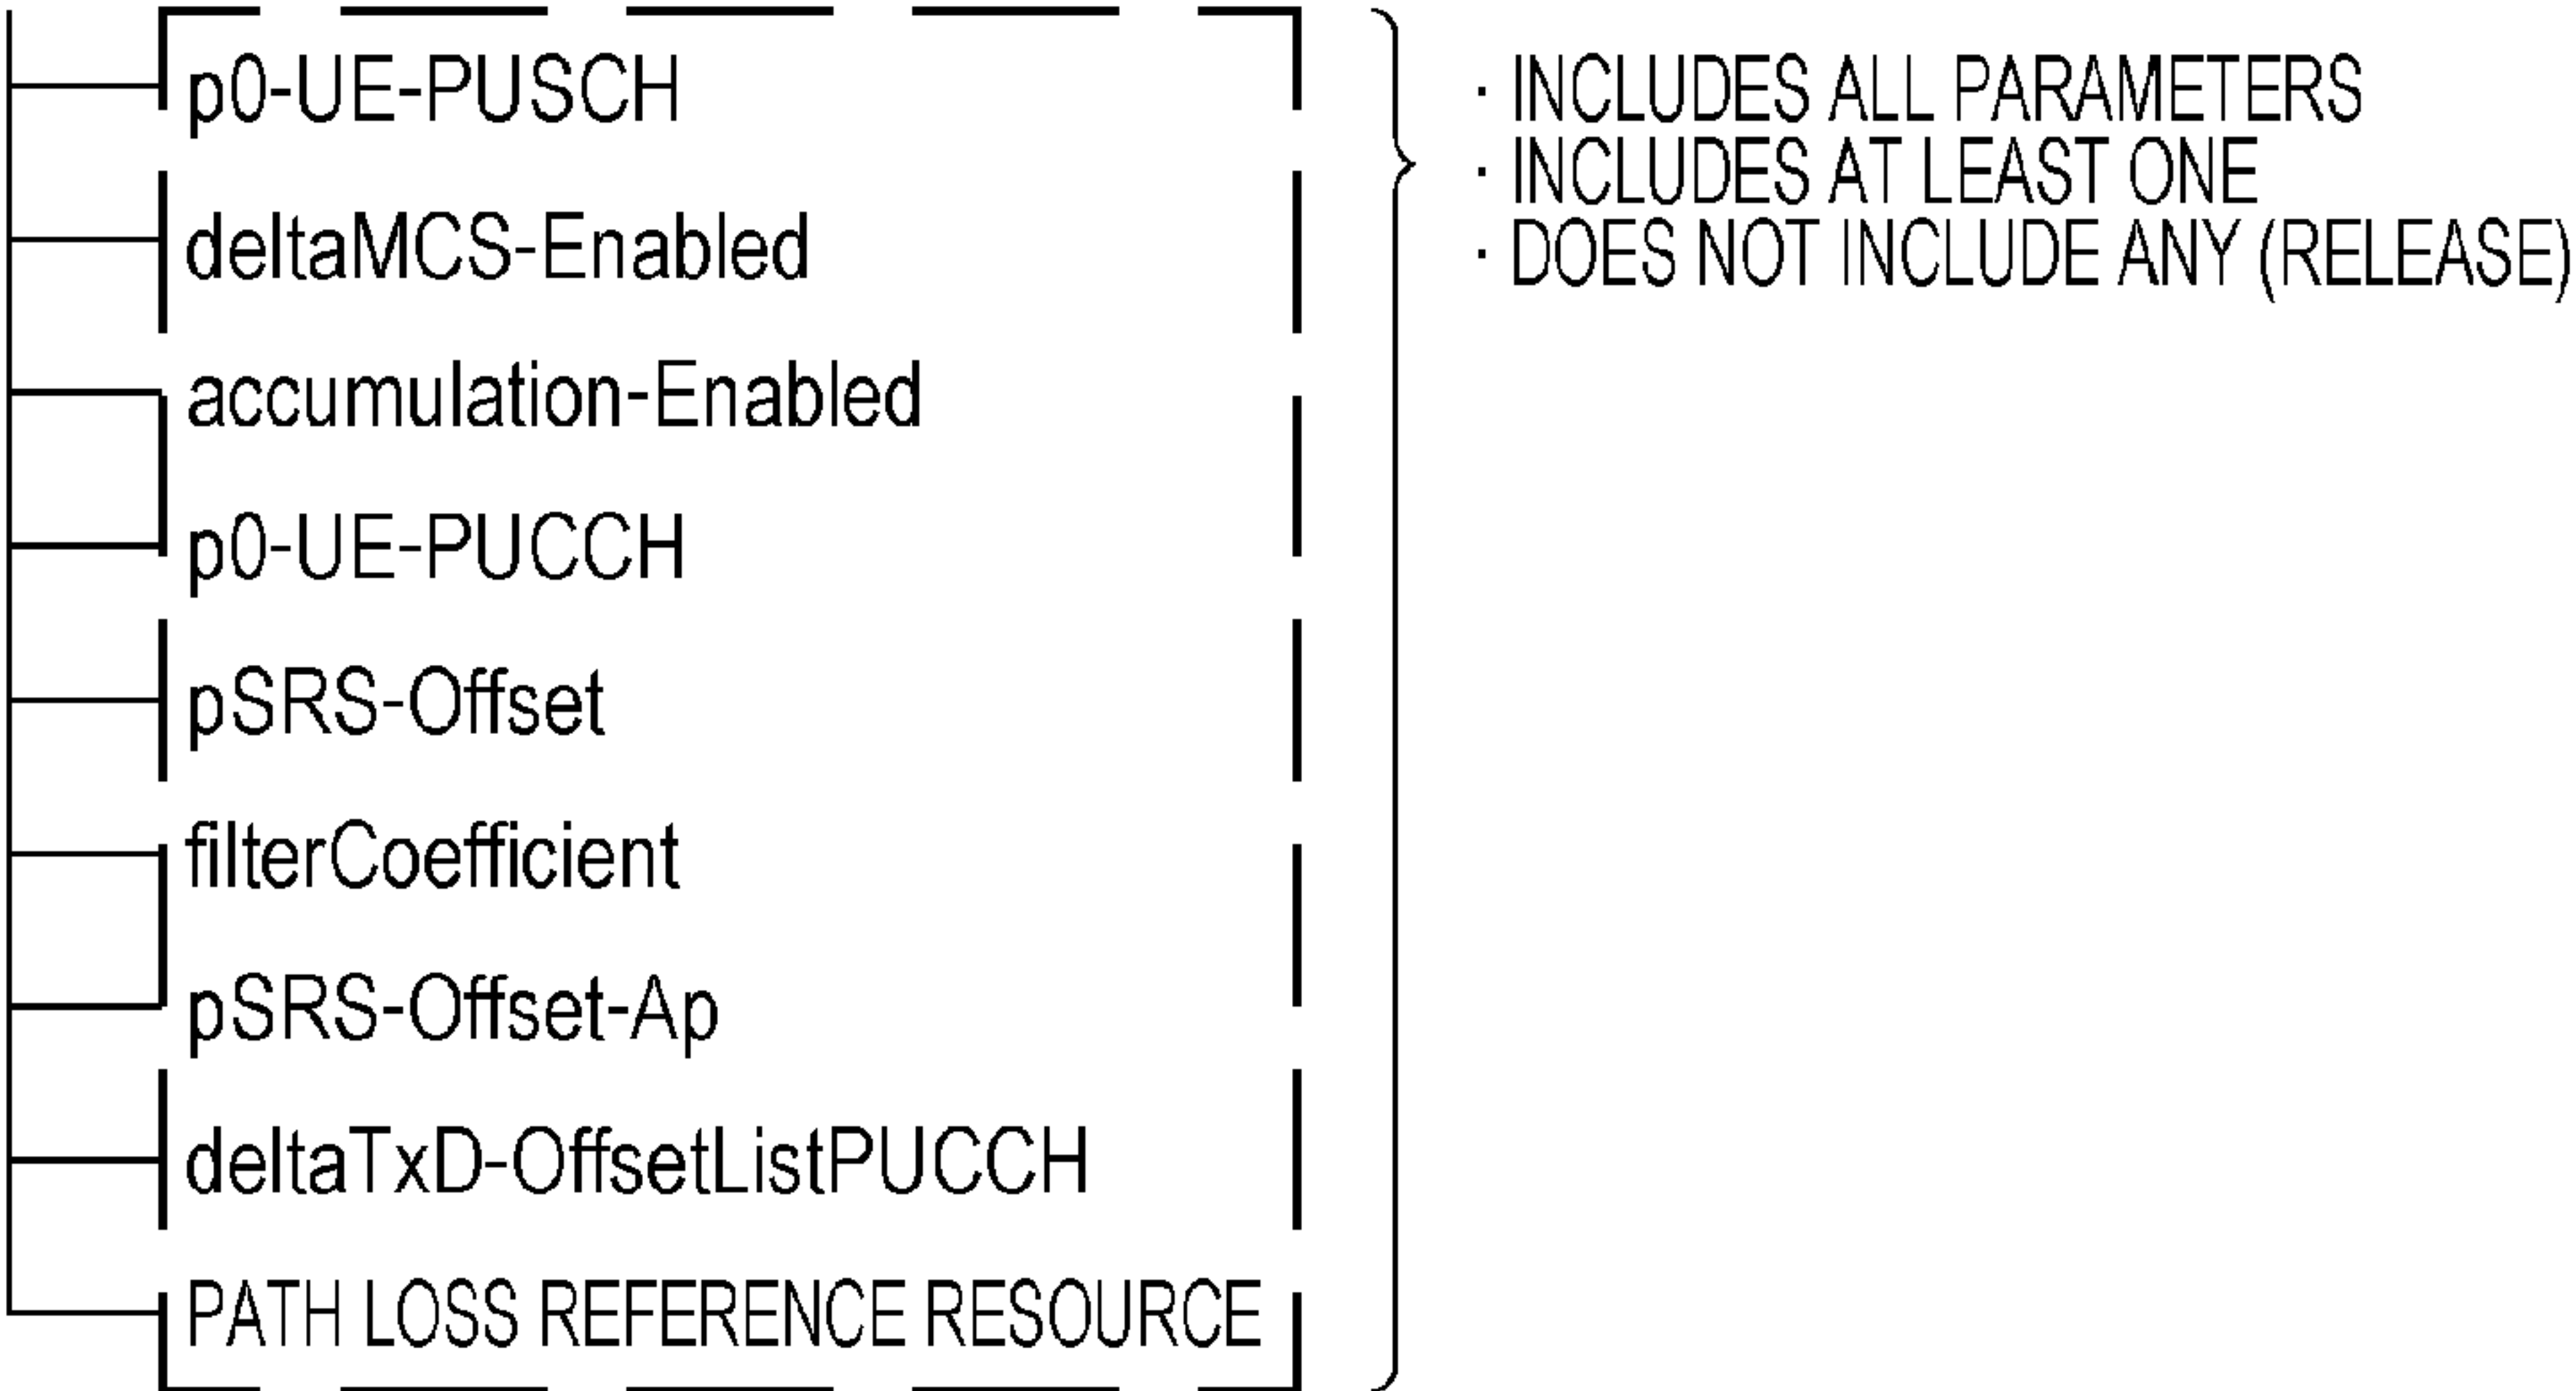 p0-UE-PUSCH
deltaMCS-Enabled
accumulation-Enabled
p0-UE-PUCCH
pSRS-Offset
filterCoefficient
pSRS-Offset-Ap
deltaTxD-OffsetListPUCCH
PATH LOSS REFERENCE RESOURCE
· INCLUDES ALL PARAMETERS
· INCLUDES AT LEAST ONE
· DOES NOT INCLUDE ANY (RELEASE)